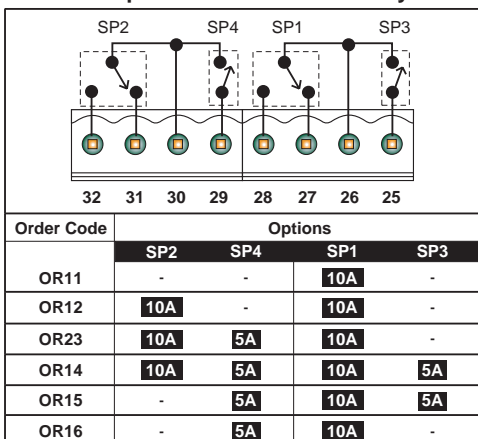 SP2 SP4 SP1 SP3
32 31 30 29 28 27 26 25
Order Code Options
SP2 SP4 SP1 SP3
OR11 - - 10A -
OR12 10A - 10A -
OR23 10A 5A 10A -
OR14 10A 5A 10A 5A
OR15 - 5A 10A 5A
OR16 - 5A 10A -